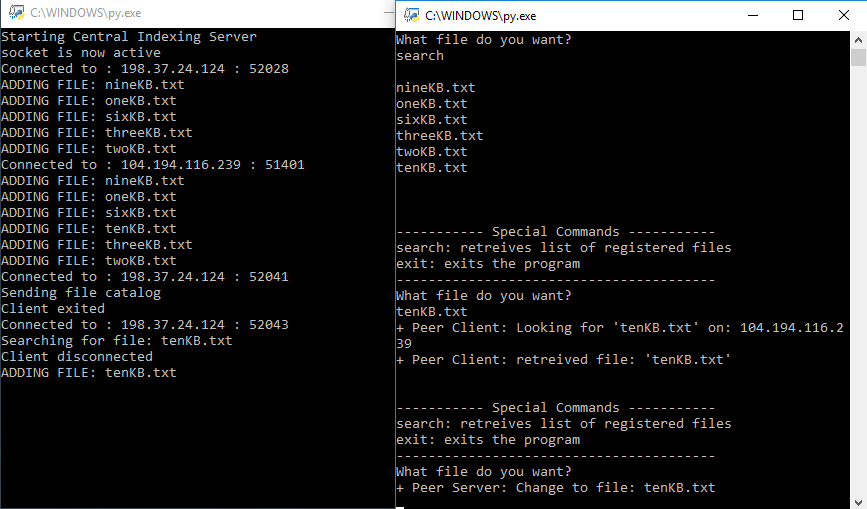 C:\WINDOWS\py.exe
Starting Central Indexing Server
socket is now active
Connected to : 198.37.24.124 : 52028
ADDING FILE: nineKB.txt
ADDING FILE: oneKB.txt
ADDING FILE: sixKB.txt
ADDING FILE: threeKB.txt
ADDING FILE: twoKB.txt
Connected to : 104.194.116.239 : 51401
ADDING FILE: nineKB.txt
ADDING FILE: oneKB.txt
ADDING FILE: sixKB.txt
ADDING FILE: tenKB.txt
ADDING FILE: threeKB.txt
ADDING FILE: twoKB.txt
Connected to : 198.37.24.124 : 52041
Sending file catalog
Client exited
Connected to : 198.37.24.124 : 52043
Searching for file: tenKB.txt
Client disconnected
ADDING FILE: tenKB.txt
C:\WINDOWS\py.exe
What file do you want?
search
nineKB.txt
oneKB.txt
sixKB.txt
threeKB.txt
twoKB.txt
tenKB.txt
----------- Special Commands -----------
search: retreives list of registered files
exit: exits the program
----------------------------------------
What file do you want?
tenKB.txt
+ Peer Client: Looking for 'tenKB.txt' on: 104.194.116.2
39
+ Peer Client: retreived file: 'tenKB.txt'
----------- Special Commands -----------
search: retreives list of registered files
exit: exits the program
----------------------------------------
What file do you want?
+ Peer Server: Change to file: tenKB.txt